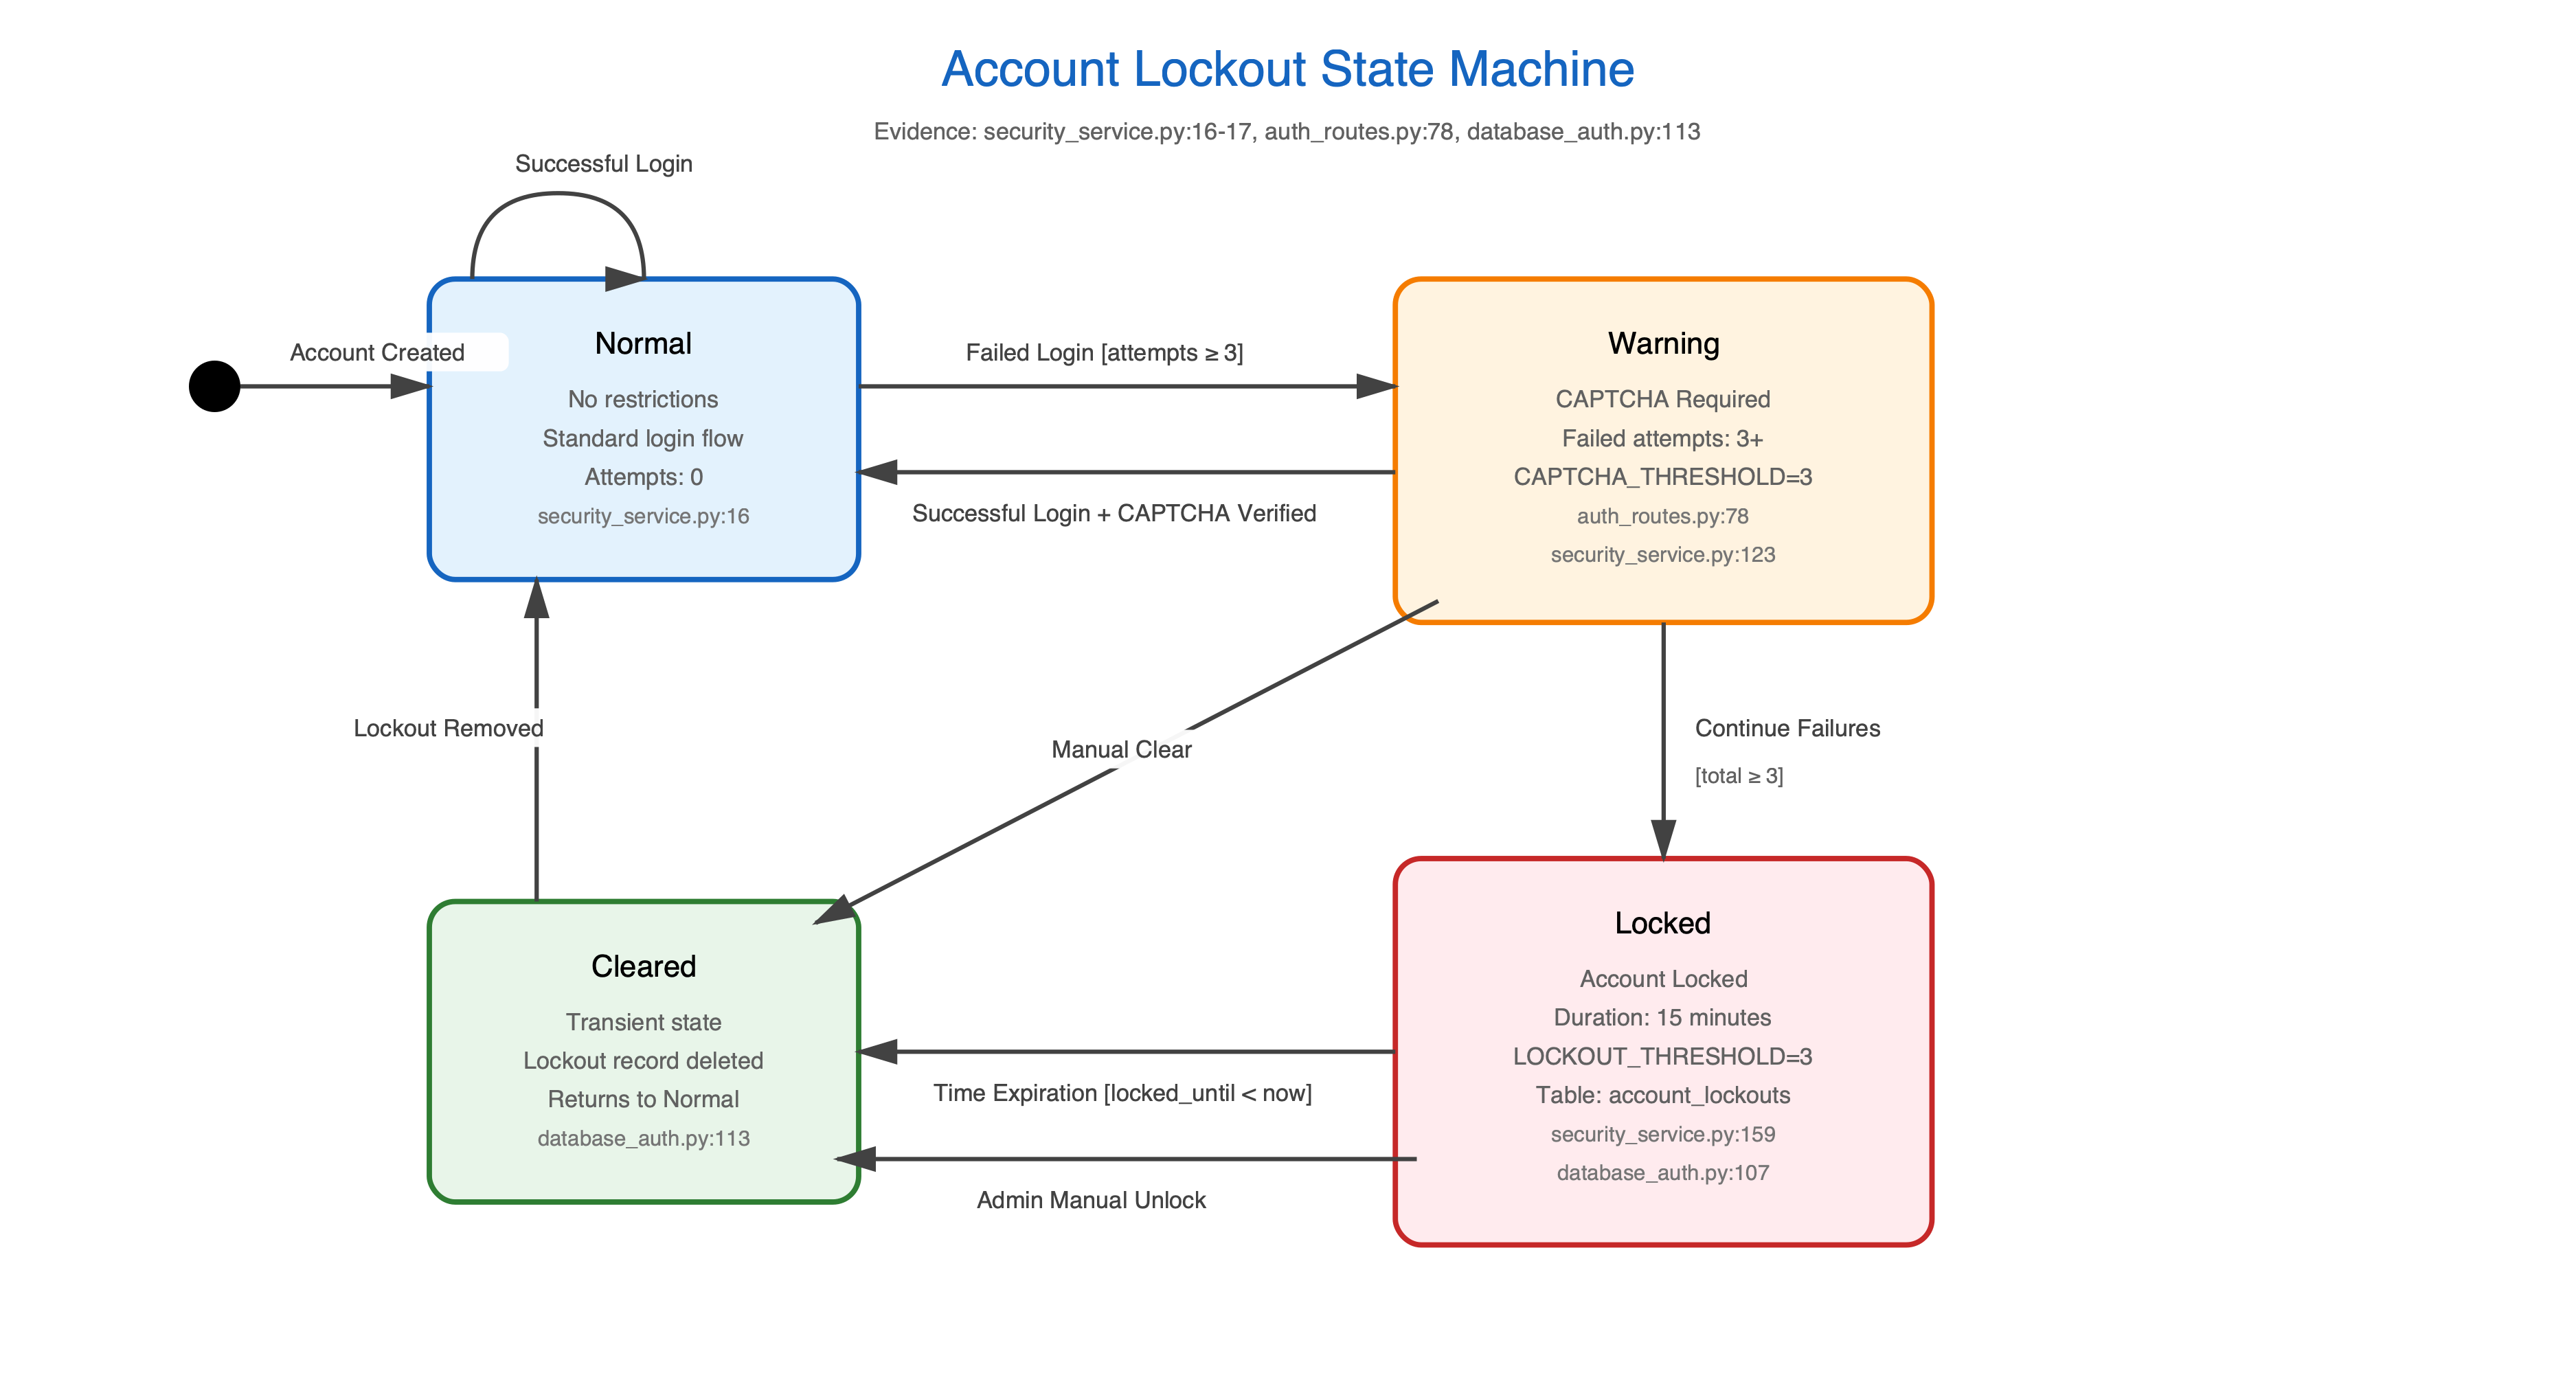 Account Lockout State Machine
Evidence: security_service.py:16-17, auth_routes.py:78, database_auth.py:113
Successful Login
Account Created
Normal
No restrictions
Standard login flow
Attempts: 0
security_service.py:16
Failed Login [attempts ≥ 3]
Successful Login + CAPTCHA Verified
Warning
CAPTCHA Required
Failed attempts: 3+
CAPTCHA_THRESHOLD=3
auth_routes.py:78
security_service.py:123
Lockout Removed
Manual Clear
Continue Failures
[total ≥ 3]
Cleared
Transient state
Lockout record deleted
Returns to Normal
database_auth.py:113
Time Expiration [locked_until < now]
Admin Manual Unlock
Locked
Account Locked
Duration: 15 minutes
LOCKOUT_THRESHOLD=3
Table: account_lockouts
security_service.py:159
database_auth.py:107